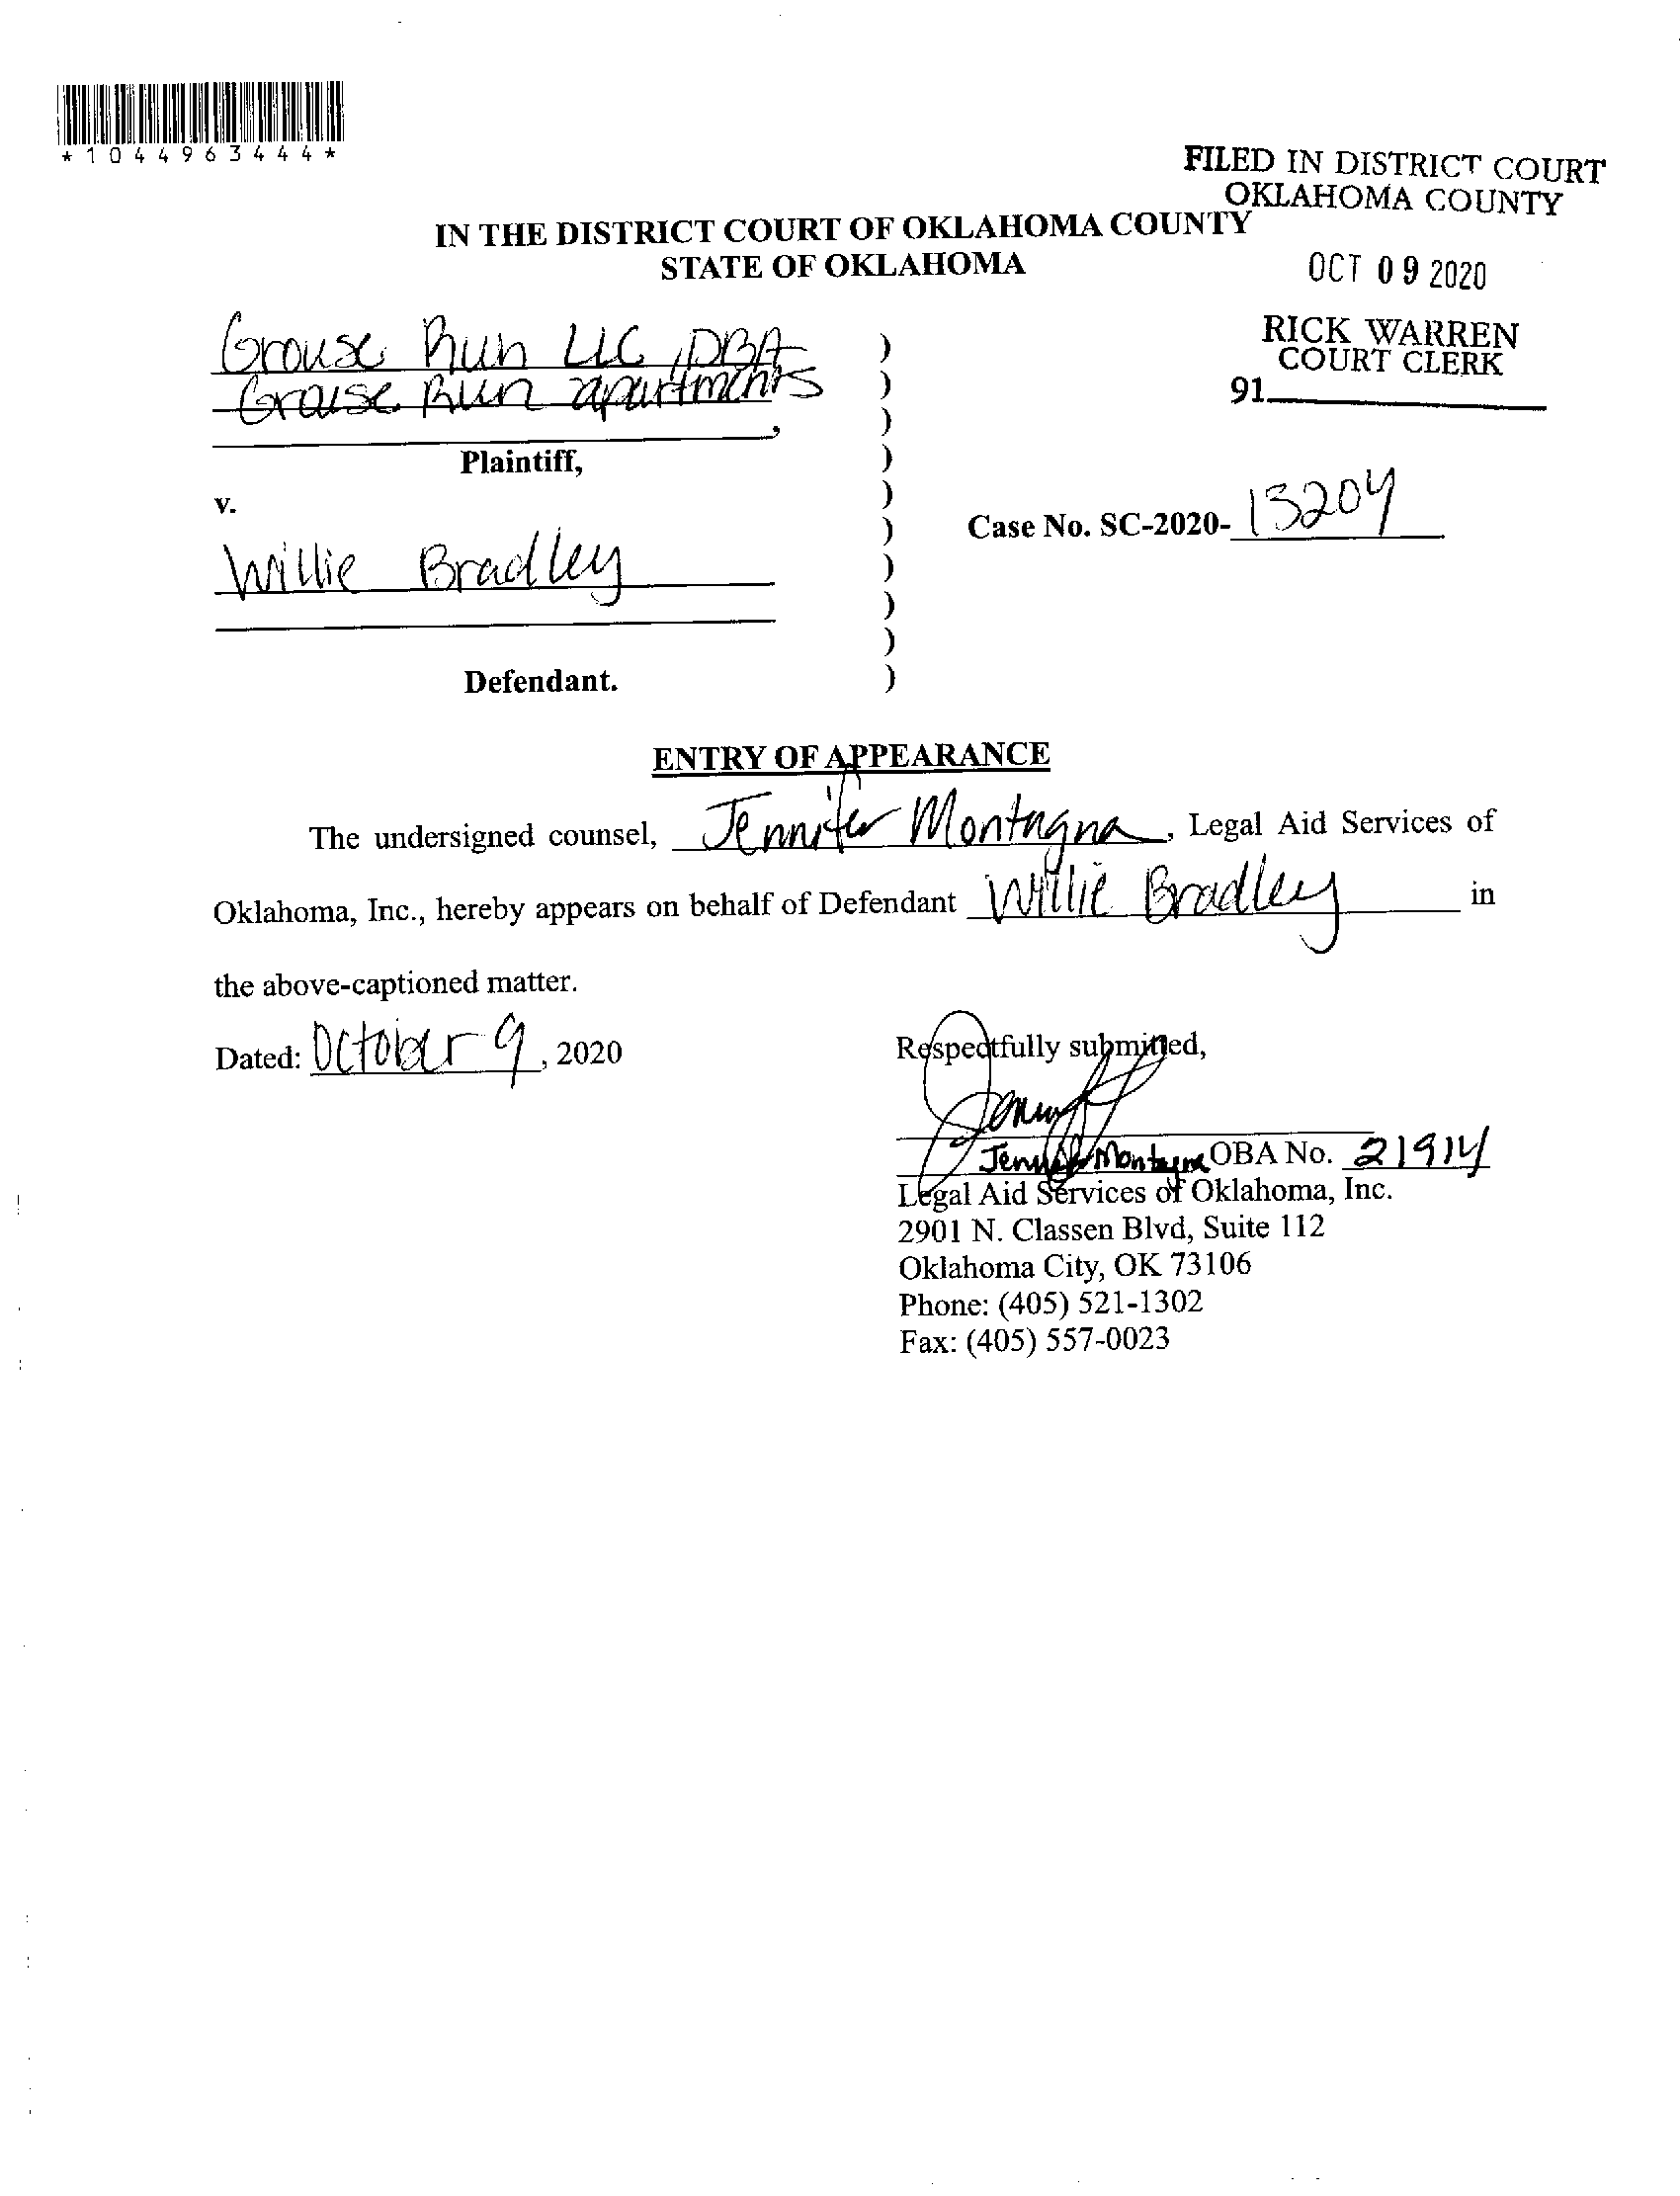 *1044963444*
FILED IN DISTRICT COURT
OKLAHOMA COUNTY
IN THE DISTRICT COURT OF OKLAHOMA COUNTY
STATE OF OKLAHOMA
OCT 09 2020
RICK WARREN
COURT CLERK
91
Grouse Run LLC, DBA )
Grouse Run apartments )
, )
Plaintiff, )
v. )
Case No. SC-2020- 13204
)
Willie Bradley )
)
)
Defendant. )
ENTRY OF APPEARANCE
The undersigned counsel, Jennifer Montagna, Legal Aid Services of
Oklahoma, Inc., hereby appears on behalf of Defendant Willie Bradley in
the above-captioned matter.
Dated: October 9, 2020
Respectfully submitted,
Jennifer Montagna OBA No. 21914
Legal Aid Services of Oklahoma, Inc.
2901 N. Classen Blvd, Suite 112
Oklahoma City, OK 73106
Phone: (405) 521-1302
Fax: (405) 557-0023